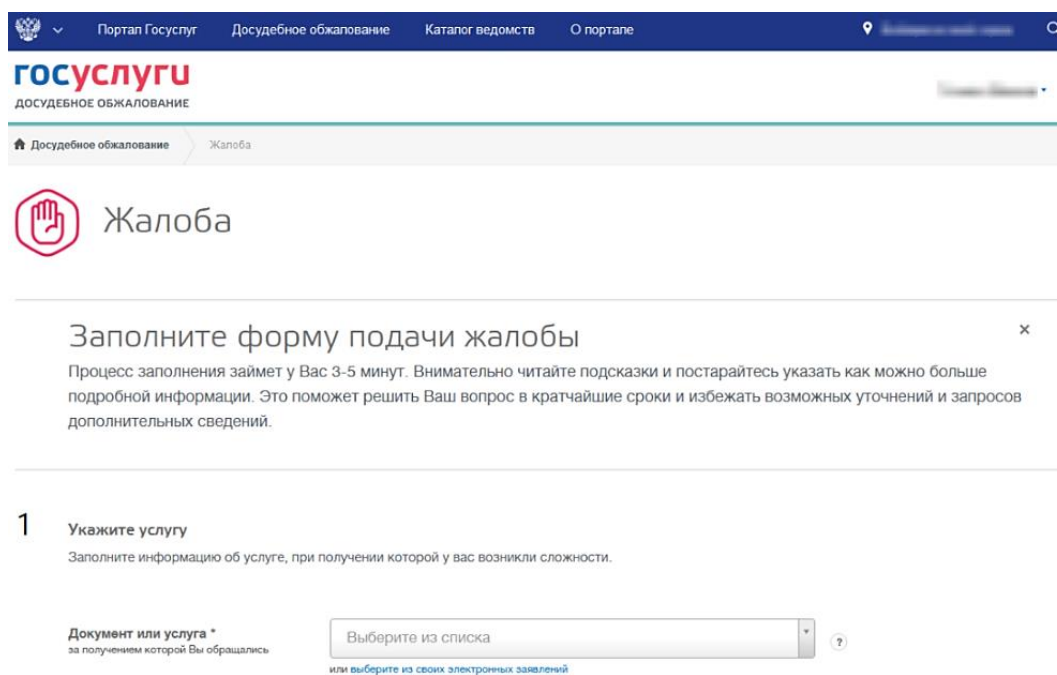 Портал Госуслуг Досудебное обжалование Каталог ведомств О портале
госуслуги
ДОСУДЕБНОЕ ОБЖАЛОВАНИЕ
Досудебное обжалование Жалоба
Жалоба
Заполните форму подачи жалобы
Процесс заполнения займет у Вас 3-5 минут. Внимательно читайте подсказки и постарайтесь указать как можно больше
подробной информации. Это поможет решить Ваш вопрос в кратчайшие сроки и избежать возможных уточнений и запросов
дополнительных сведений.
1 Укажите услугу
Заполните информацию об услуге, при получении которой у вас возникли сложности.
Документ или услуга * Выберите из списка ?
за получением которой Вы обращались
или выберите из своих электронных заявлений